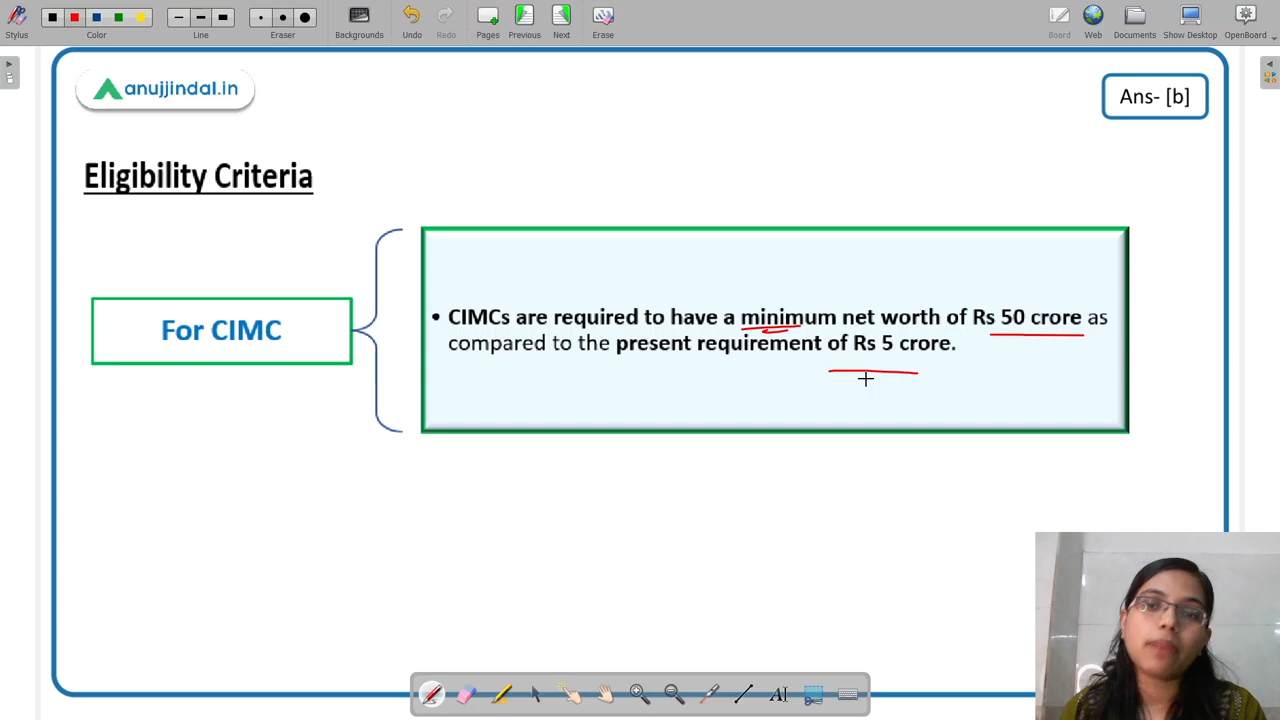 Stylus
Color
Line
Eraser
Backgrounds
Undo
Redo
Pages
Previous
Next
Erase
Board
Web
Documents
Show Desktop
OpenBoard
anujjindal.in
Ans- [b]
Eligibility Criteria
For CIMC
• CIMCs are required to have a minimum net worth of Rs 50 crore as
compared to the present requirement of Rs 5 crore.
AI